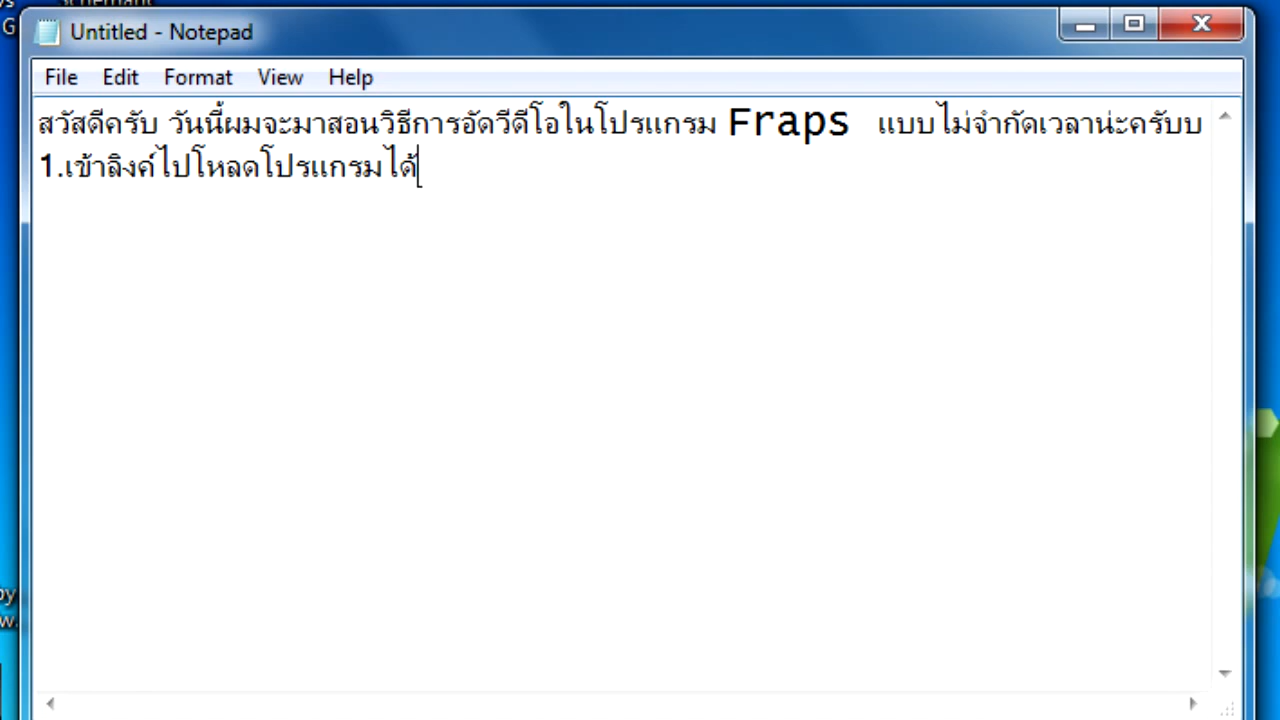 Untitled - Notepad
File Edit Format View Help
สวัสดีครับ วันนี้ผมจะมาสอนวิธีการอัดวีดีโอในโปรแกรม Fraps แบบไม่จำกัดเวลาน่ะครับบ
1.เข้าลิงค์ไปโหลดโปรแกรมได้
G
by
w.